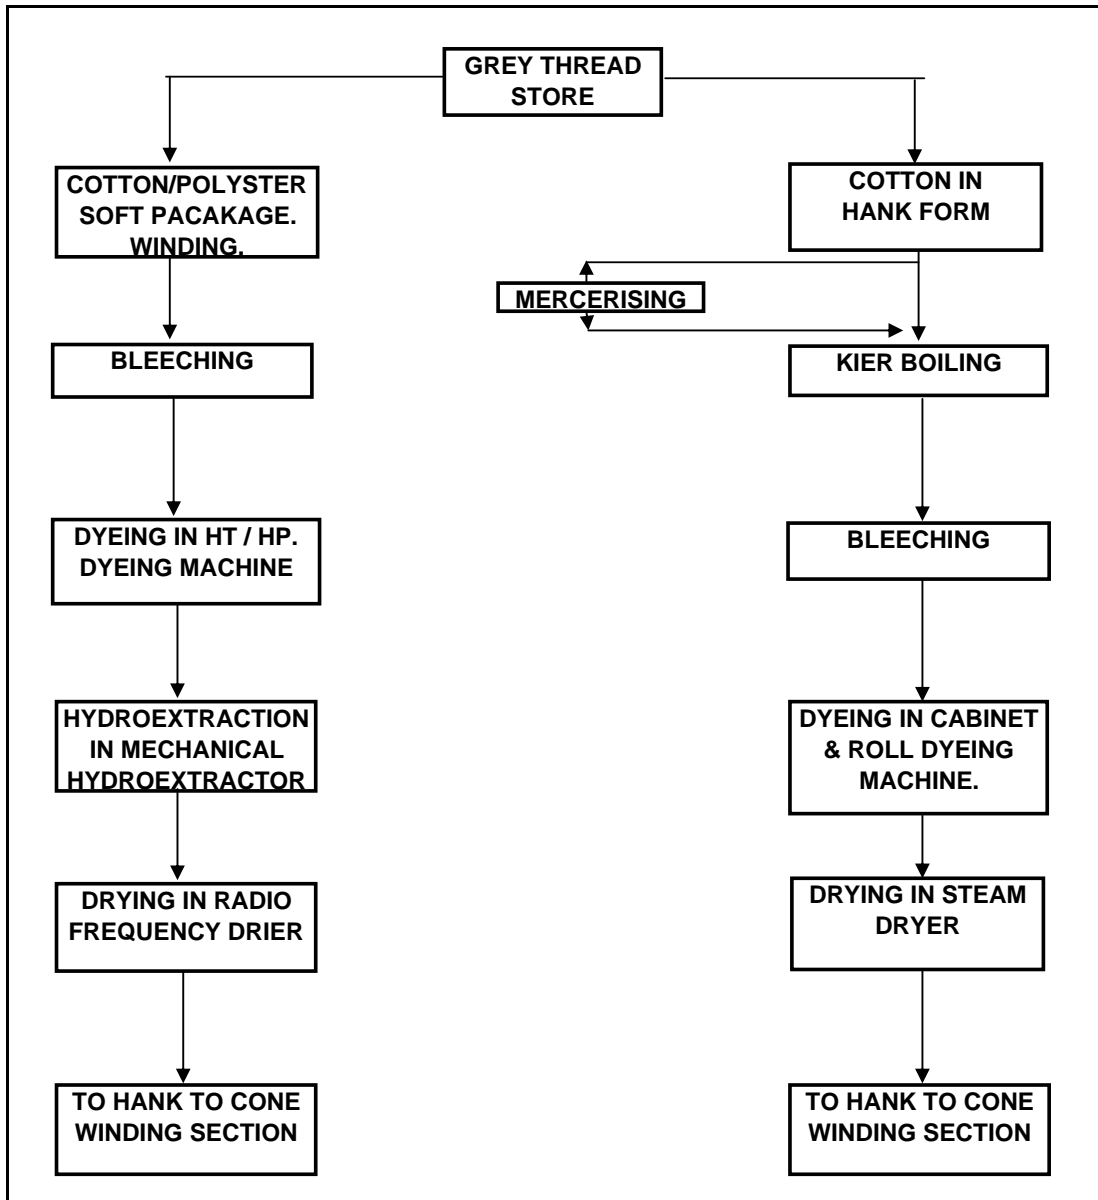 GREY THREAD
STORE
COTTON/POLYSTER
SOFT PACAKAGE.
WINDING.
COTTON IN
HANK FORM
MERCERISING
BLEECHING
KIER BOILING
DYEING IN HT / HP.
DYEING MACHINE
BLEECHING
HYDROEXTRACTION
IN MECHANICAL
HYDROEXTRACTOR
DYEING IN CABINET
& ROLL DYEING
MACHINE.
DRYING IN RADIO
FREQUENCY DRIER
DRYING IN STEAM
DRYER
TO HANK TO CONE
WINDING SECTION
TO HANK TO CONE
WINDING SECTION